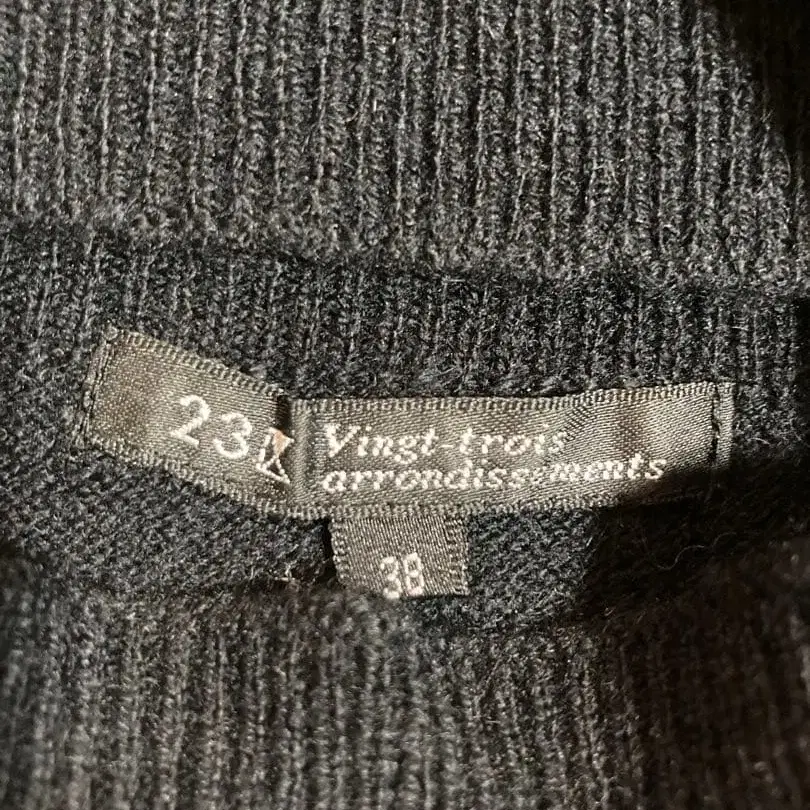 23
Vingt-trois
arrondissements
38